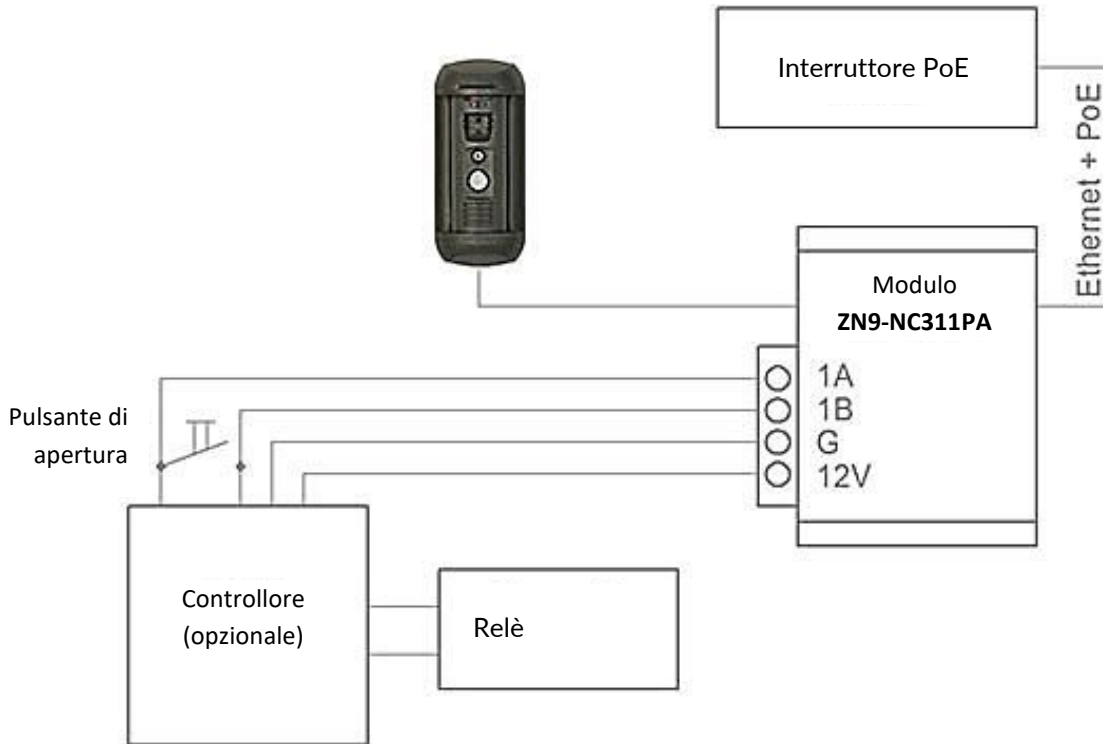 Interruttore PoE
Ethernet + PoE
Modulo
ZN9-NC311PA
1A
1B
G
12V
Pulsante di
apertura
Controllore
(opzionale)
Relè